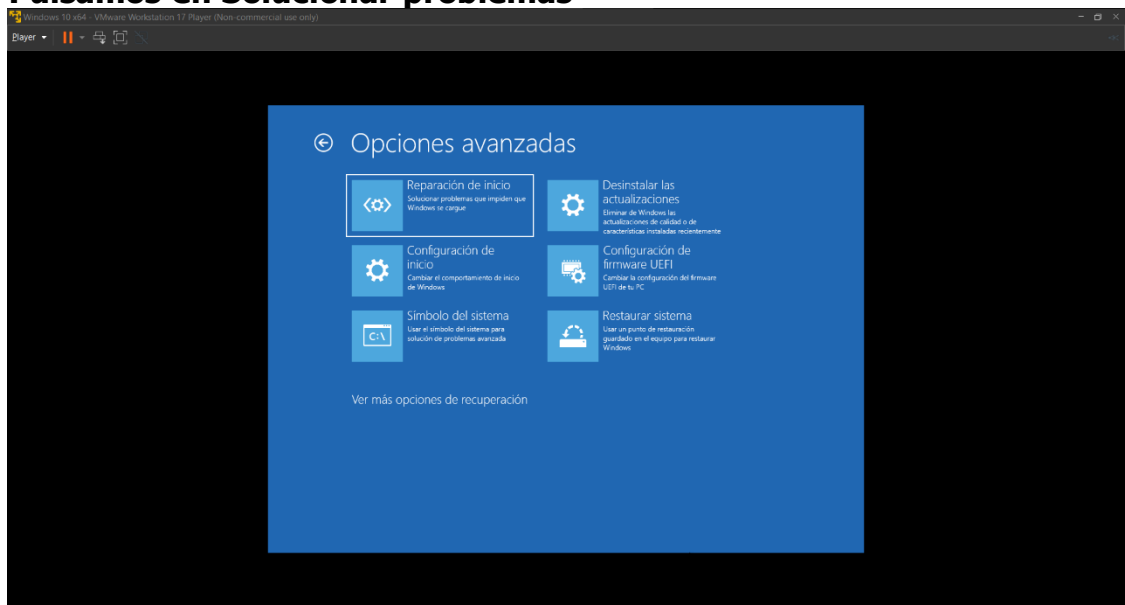 Pulsamos en Solucionar problemas
Windows 10 x64 - VMware Workstation 17 Player (Non-commercial use only)
Player
Opciones avanzadas
Reparación de inicio
Solucionar problemas que impiden que
Windows se cargue
Desinstalar las
actualizaciones
Eliminar de Windows las
actualizaciones de calidad o de
características instaladas recientemente
Configuración de
inicio
Cambiar el comportamiento de inicio
de Windows
Configuración de
firmware UEFI
Cambiar la configuración del firmware
UEFI de tu PC
Símbolo del sistema
Usar el símbolo del sistema para
solución de problemas avanzada
C:\
Restaurar sistema
Usar un punto de restauración
guardado en el equipo para restaurar
Windows
Ver más opciones de recuperación